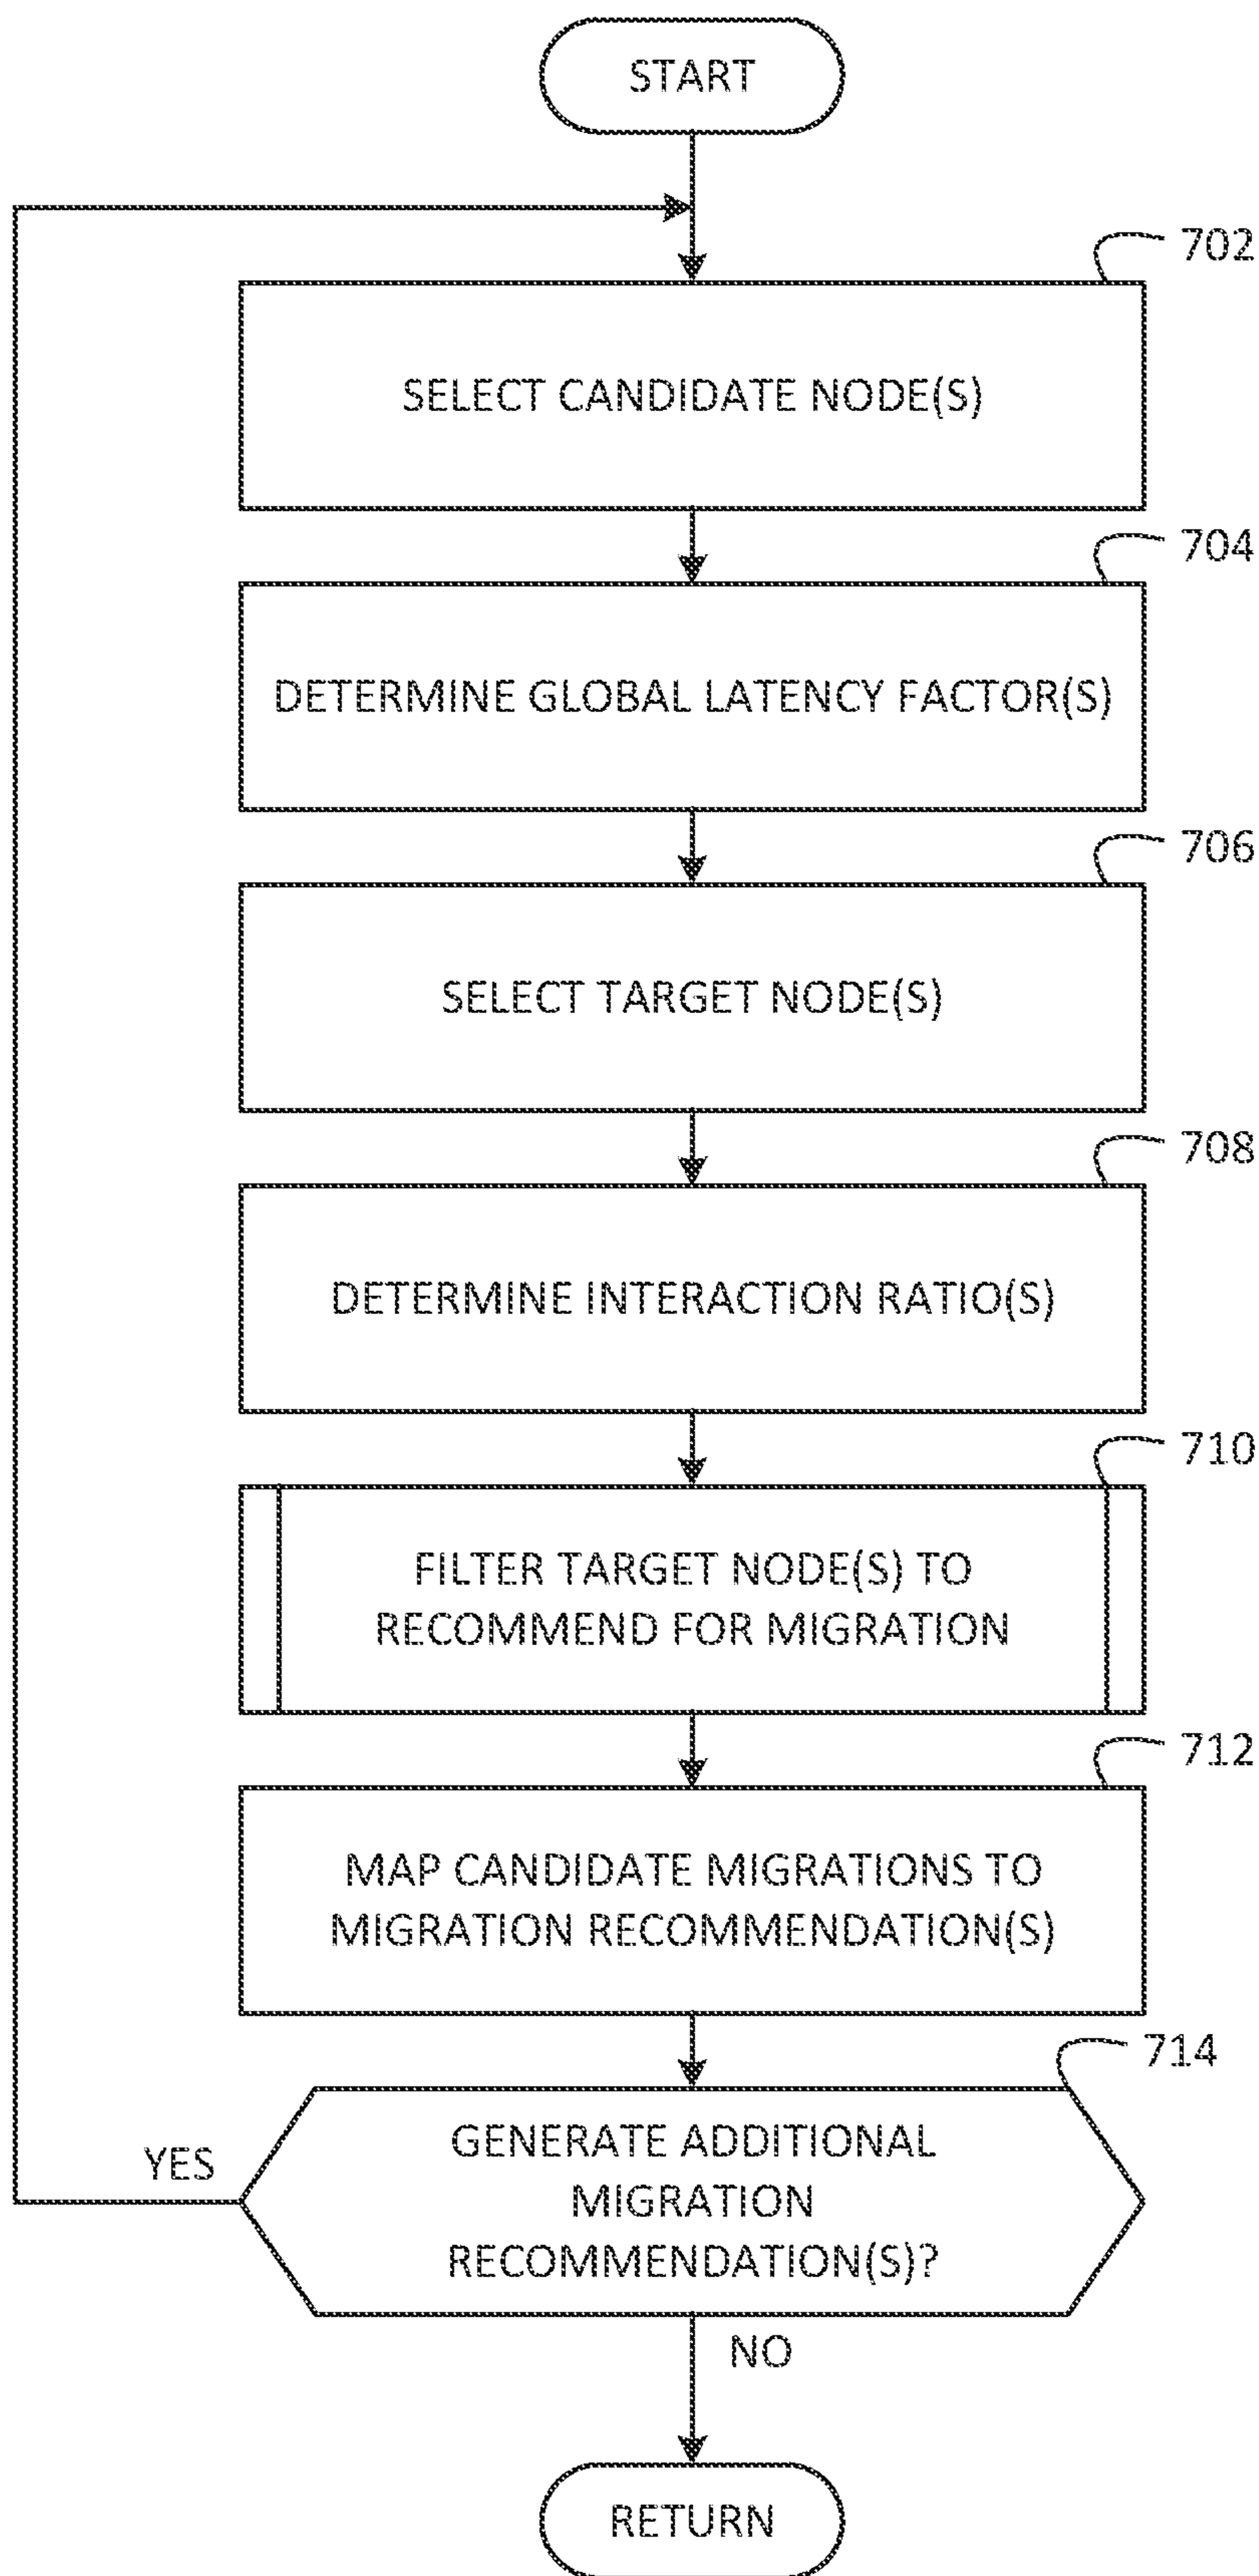 START
702
SELECT CANDIDATE NODE(S)
704
DETERMINE GLOBAL LATENCY FACTOR(S)
706
SELECT TARGET NODE(S)
708
DETERMINE INTERACTION RATIO(S)
710
FILTER TARGET NODE(S) TO
RECOMMEND FOR MIGRATION
712
MAP CANDIDATE MIGRATIONS TO
MIGRATION RECOMMENDATION(S)
714
GENERATE ADDITIONAL
MIGRATION
RECOMMENDATION(S)?
YES
NO
RETURN